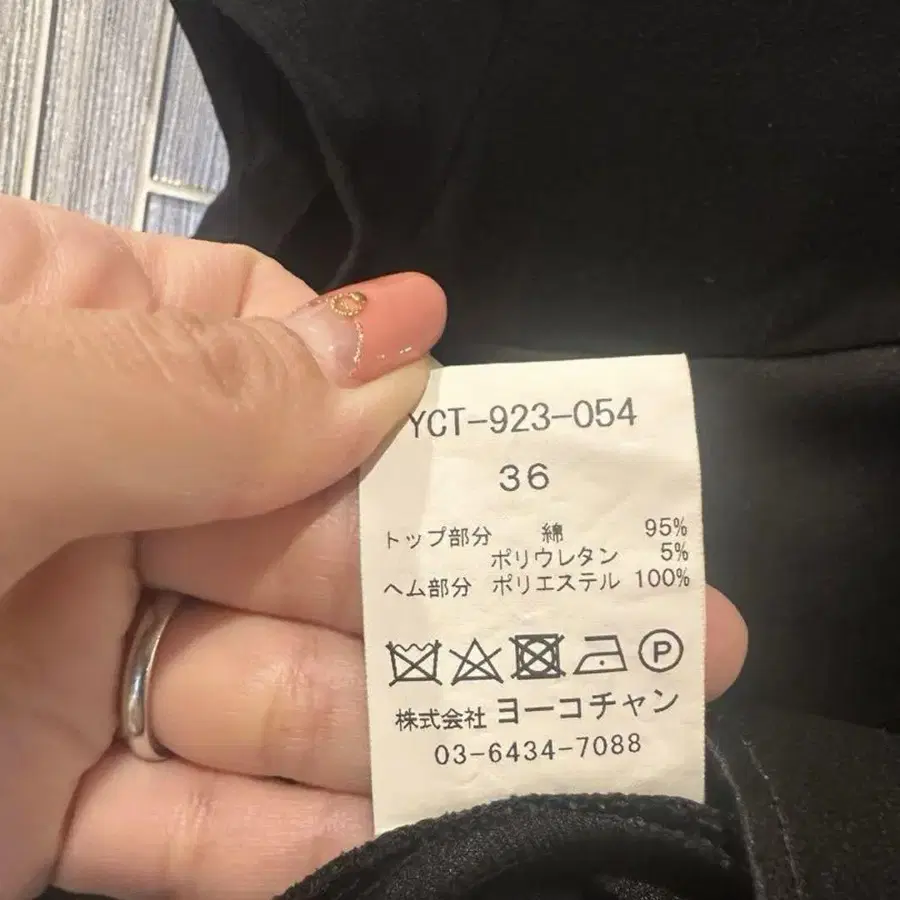 YCT-923-054
36
トップ部分 綿 95%
ポリウレタン 5%
ヘム部分 ポリエステル 100%
P
株式会社 ヨーコチャン
03-6434-7088